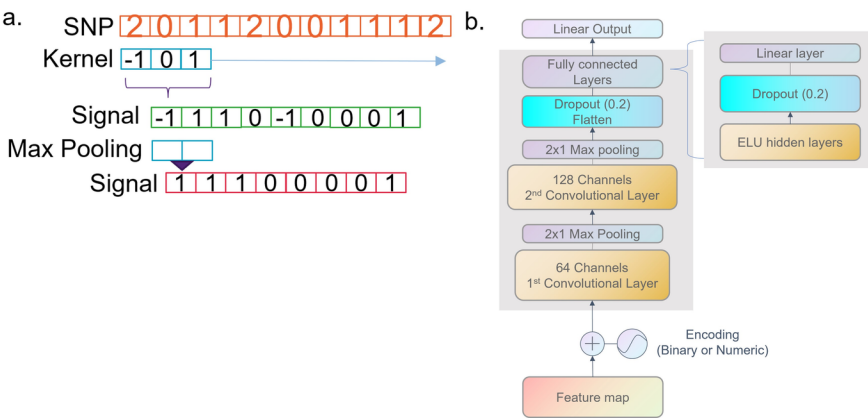 a.
SNP 2 0 1 1 2 0 0 1 1 1 2
Kernel -1 0 1
Signal -1 1 1 0 -1 0 0 0 1
Max Pooling
Signal 1 1 1 0 0 0 0 1
b.
Linear Output
Fully connected
Layers
Dropout (0.2)
Flatten
2x1 Max pooling
128 Channels
2nd Convolutional Layer
2x1 Max Pooling
64 Channels
1st Convolutional Layer
Encoding
(Binary or Numeric)
Feature map
Linear layer
Dropout (0.2)
ELU hidden layers